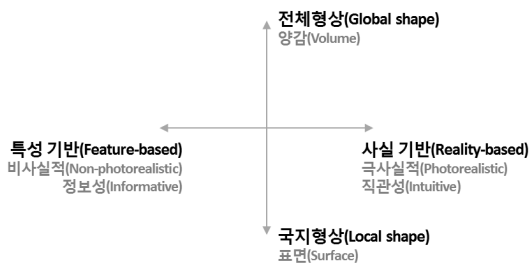 전체형상(Global shape)
양감(Volume)
특성 기반(Feature-based)
비사실적(Non-photorealistic)
정보성(Informative)
사실 기반(Reality-based)
극사실적(Photorealistic)
직관성(Intuitive)
국지형상(Local shape)
표면(Surface)